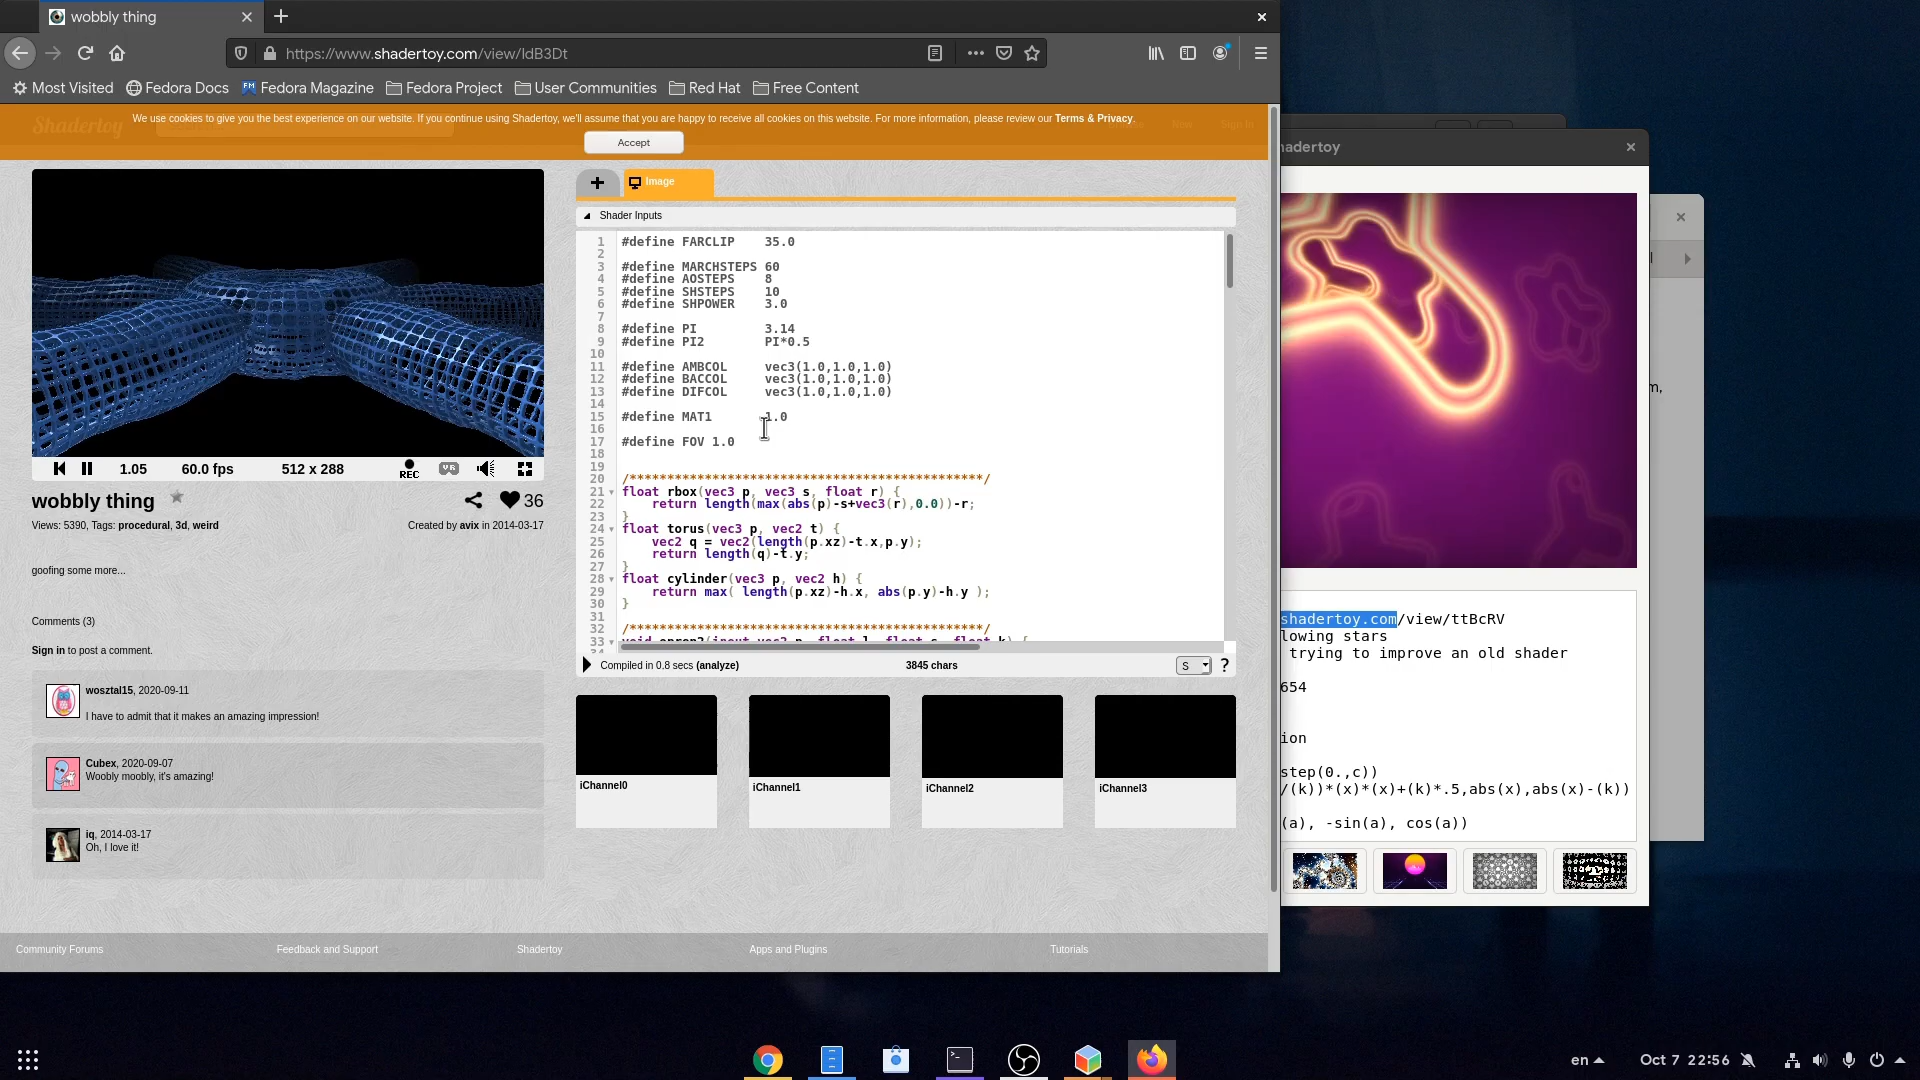 wobbly thing
https://www.shadertoy.com/view/ldB3Dt
Most Visited
Fedora Docs
Fedora Magazine
Fedora Project
User Communities
Red Hat
Free Content
Shadertoy
We use cookies to give you the best experience on our website. If you continue using Shadertoy, we'll assume that you are happy to receive all cookies on this website. For more information, please review our Terms & Privacy.
Accept
Image
Shader Inputs
1 #define FARCLIP 35.0
2
3 #define MARCHSTEPS 60
4 #define AOSTEPS 8
5 #define SHSTEPS 10
6 #define SHPOWER 3.0
7
8 #define PI 3.14
9 #define PI2 PI*0.5
10
11 #define AMBCOL vec3(1.0,1.0,1.0)
12 #define BACCOL vec3(1.0,1.0,1.0)
13 #define DIFCOL vec3(1.0,1.0,1.0)
14
15 #define MAT1 1.0
16
17 #define FOV 1.0
18
19
20 /***********************************************/
21 float rbox(vec3 p, vec3 s, float r) {
22 return length(max(abs(p)-s+vec3(r),0.0))-r;
23 }
24 float torus(vec3 p, vec2 t) {
25 vec2 q = vec2(length(p.xz)-t.x,p.y);
26 return length(q)-t.y;
27 }
28 float cylinder(vec3 p, vec2 h) {
29 return max( length(p.xz)-h.x, abs(p.y)-h.y );
30 }
31
32 /***********************************************/
33 void oprep2(inout vec2 p, float l, float s, float k) {
Compiled in 0.8 secs (analyze)
3845 chars
S
?
1.05
60.0 fps
512 x 288
REC
wobbly thing
36
Views: 5390, Tags: procedural, 3d, weird
Created by avix in 2014-03-17
goofing some more...
Comments (3)
Sign in to post a comment.
wosztal15, 2020-09-11
I have to admit that it makes an amazing impression!
Cubex, 2020-09-07
Woobly moobly, it's amazing!
iq, 2014-03-17
Oh, I love it!
iChannel0
iChannel1
iChannel2
iChannel3
Community Forums
Feedback and Support
Shadertoy
Apps and Plugins
Tutorials
hadertoy
m,
shadertoy.com/view/ttBcRV
lowing stars
trying to improve an old shader
654
ion
step(0.,c))
/(k))*(x)*(x)+(k)*.5,abs(x),abs(x)-(k))
(a), -sin(a), cos(a))
en
Oct 7 22:56